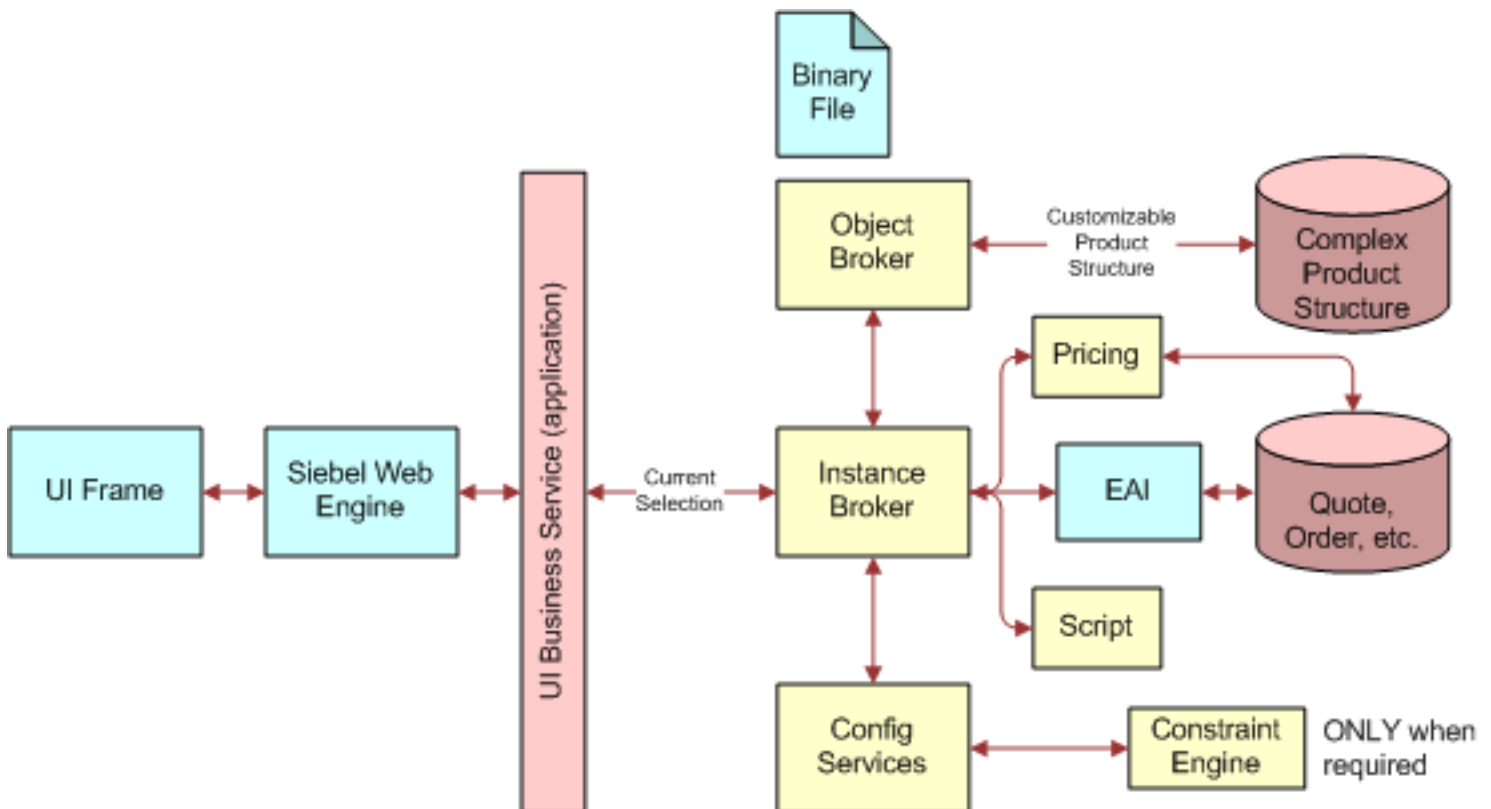 Binary
File
Object
Broker
Customizable
Product
Structure
Complex
Product
Structure
Pricing
UI Frame
Siebel Web
Engine
UI Business Service (application)
Current
Selection
Instance
Broker
EAI
Quote,
Order, etc.
Script
Config
Services
Constraint
Engine
ONLY when
required